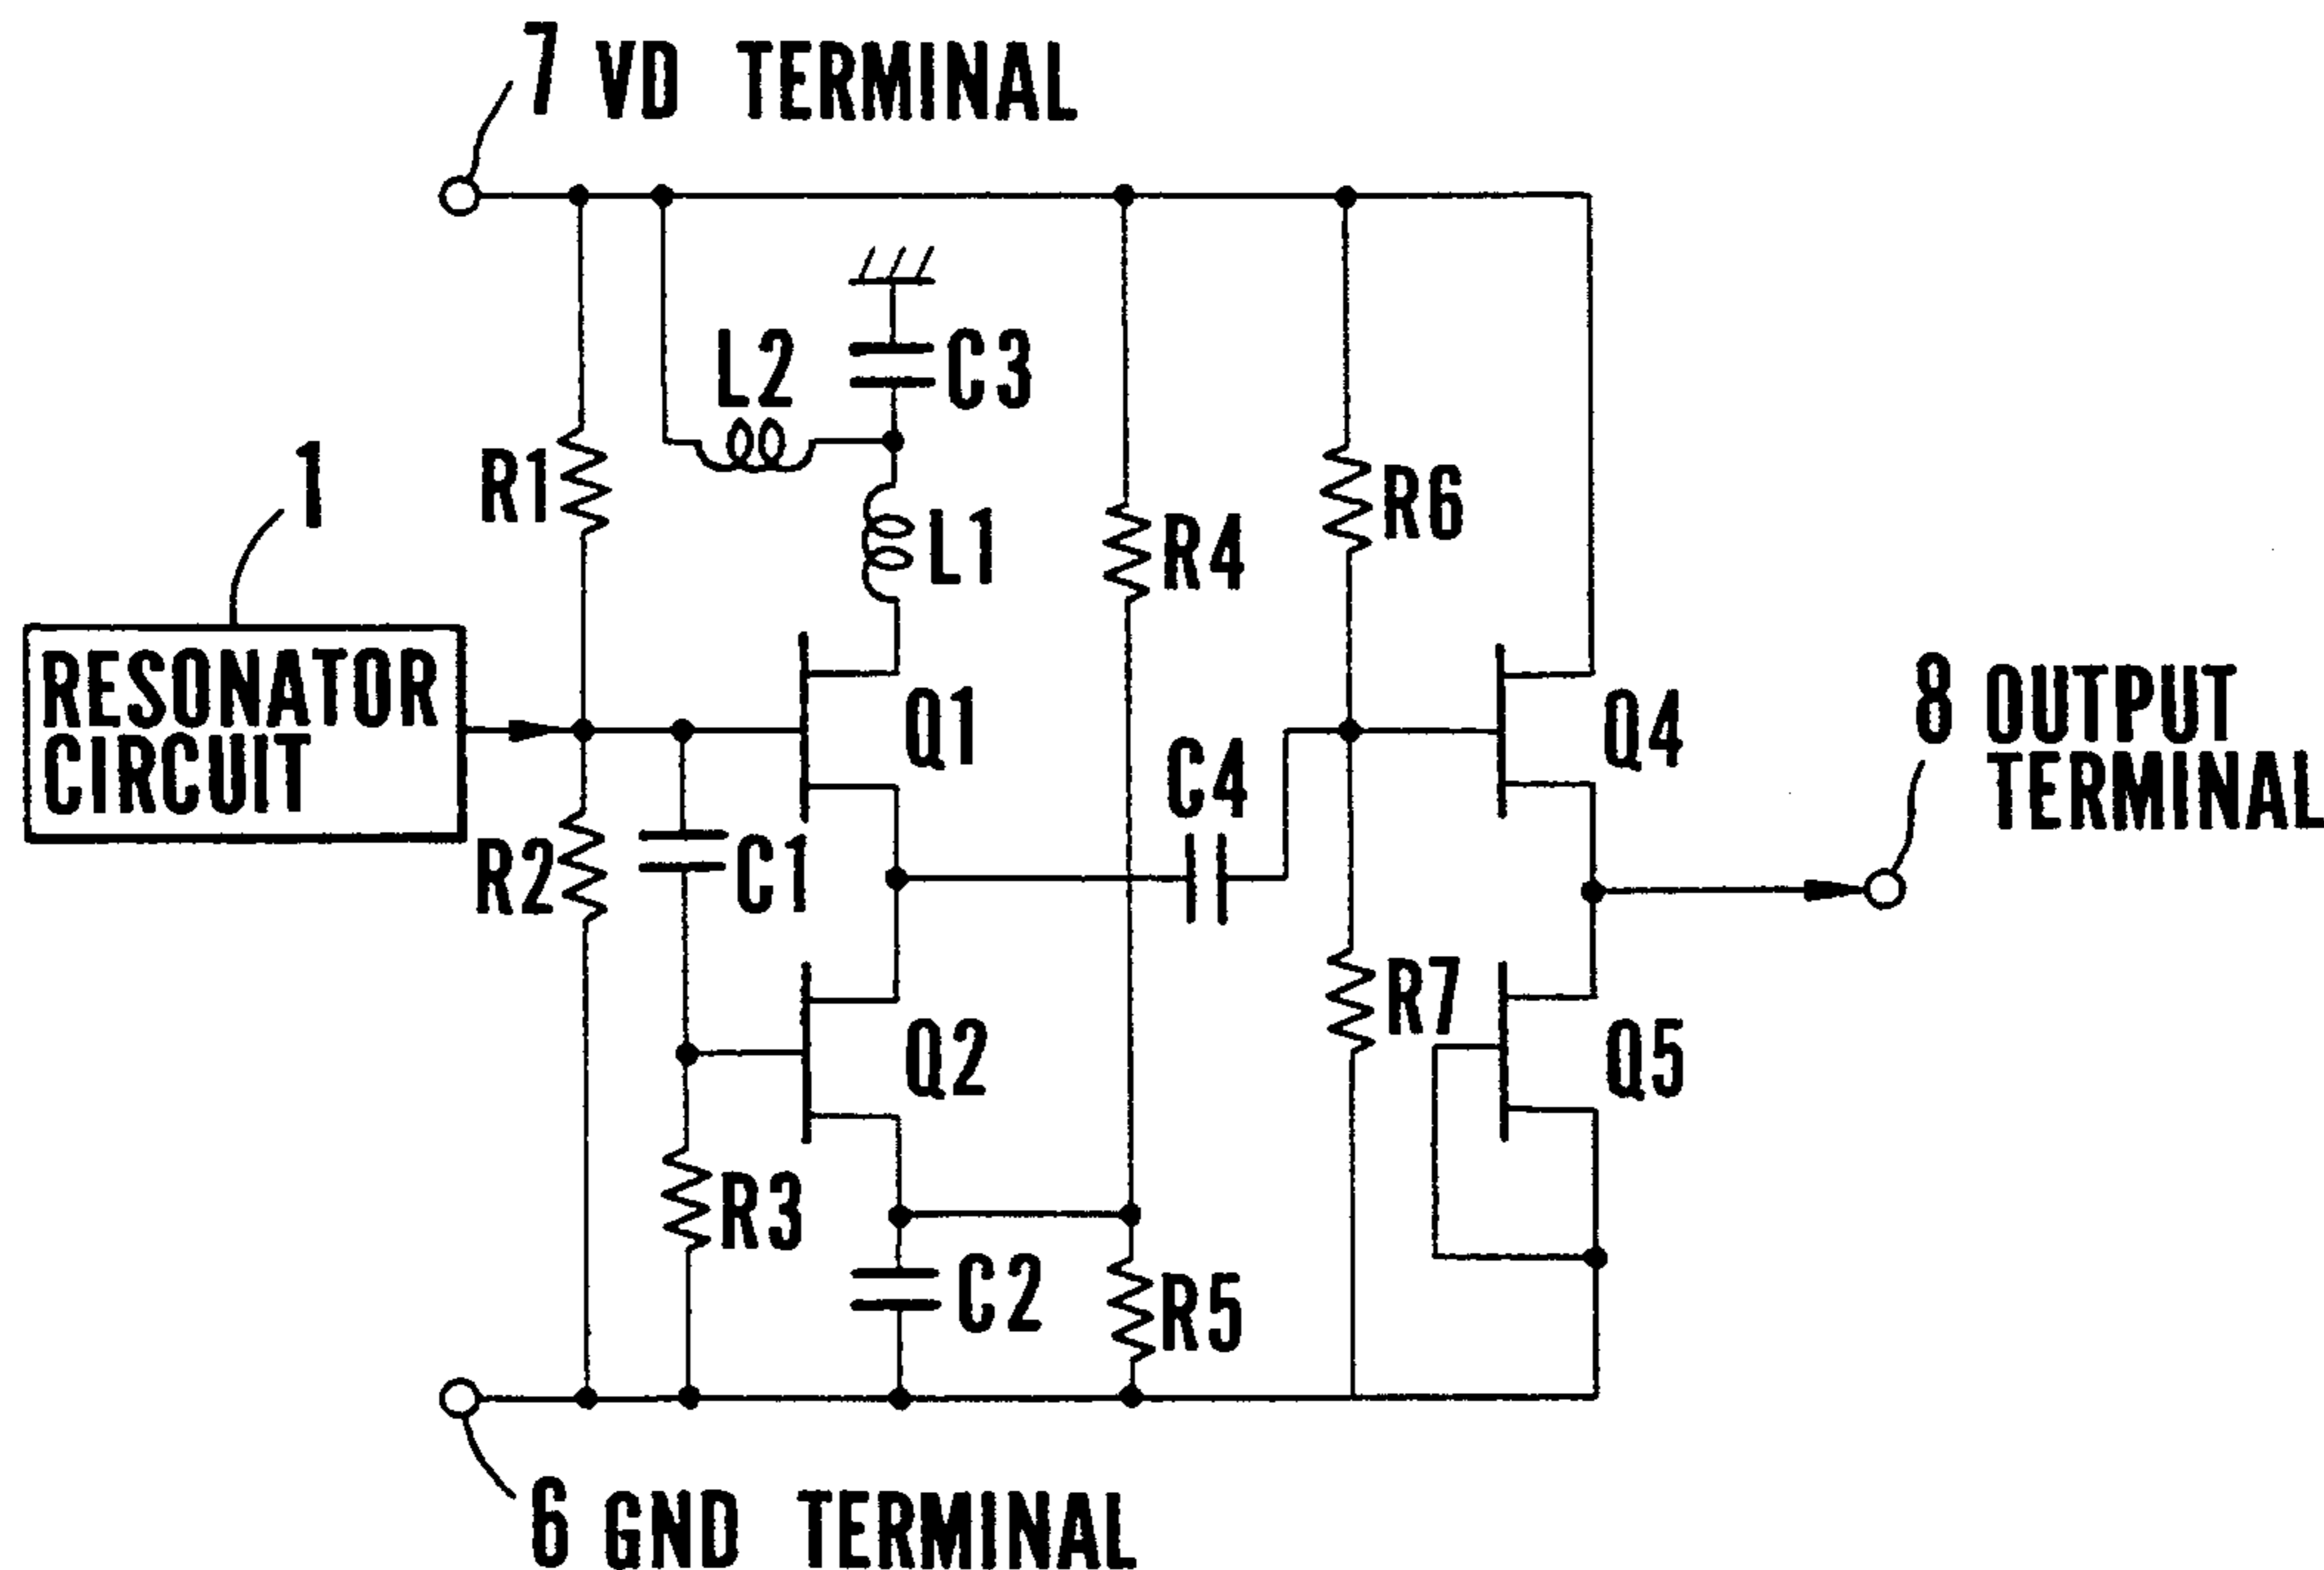 7 VD TERMINAL
L2
C3
1
R1
L1
R4
R6
RESONATOR
CIRCUIT
Q1
Q4
8 OUTPUT
TERMINAL
C4
R2
C1
R7
Q2
Q5
R3
C2
R5
6 GND TERMINAL